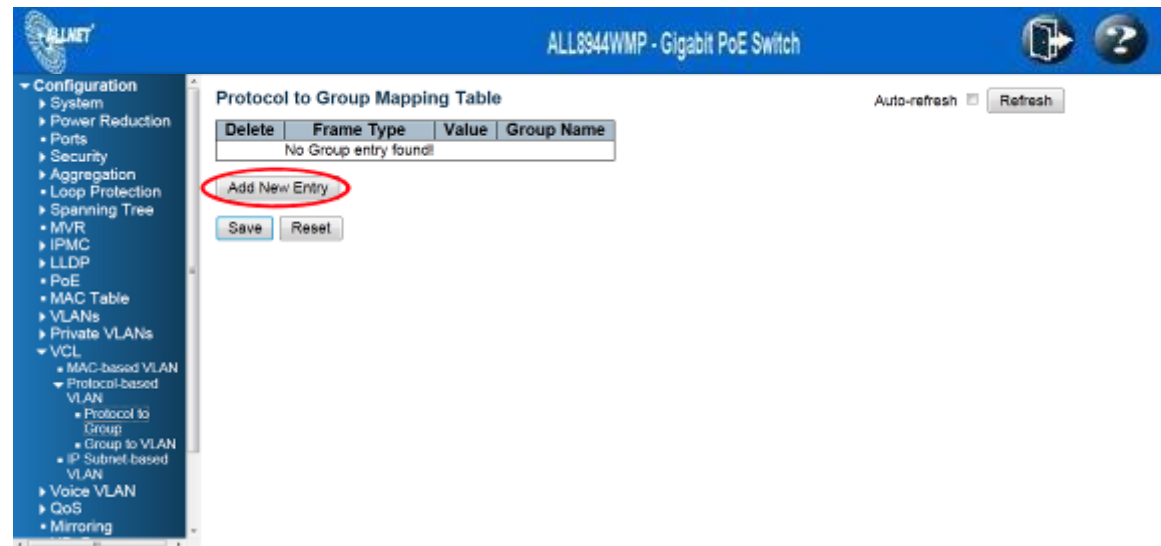 ALLNET
ALL8944WMP - Gigabit PoE Switch
Configuration
System
Power Reduction
Ports
Security
Aggregation
Loop Protection
Spanning Tree
MVR
IPMC
LLDP
PoE
MAC Table
VLANs
Private VLANs
VCL
MAC-based VLAN
Protocol-based
VLAN
Protocol to
Group
Group to VLAN
IP Subnet-based
VLAN
Voice VLAN
QoS
Mirroring
Protocol to Group Mapping Table
Auto-refresh Refresh
Delete Frame Type Value Group Name
No Group entry found!
Add New Entry
Save Reset